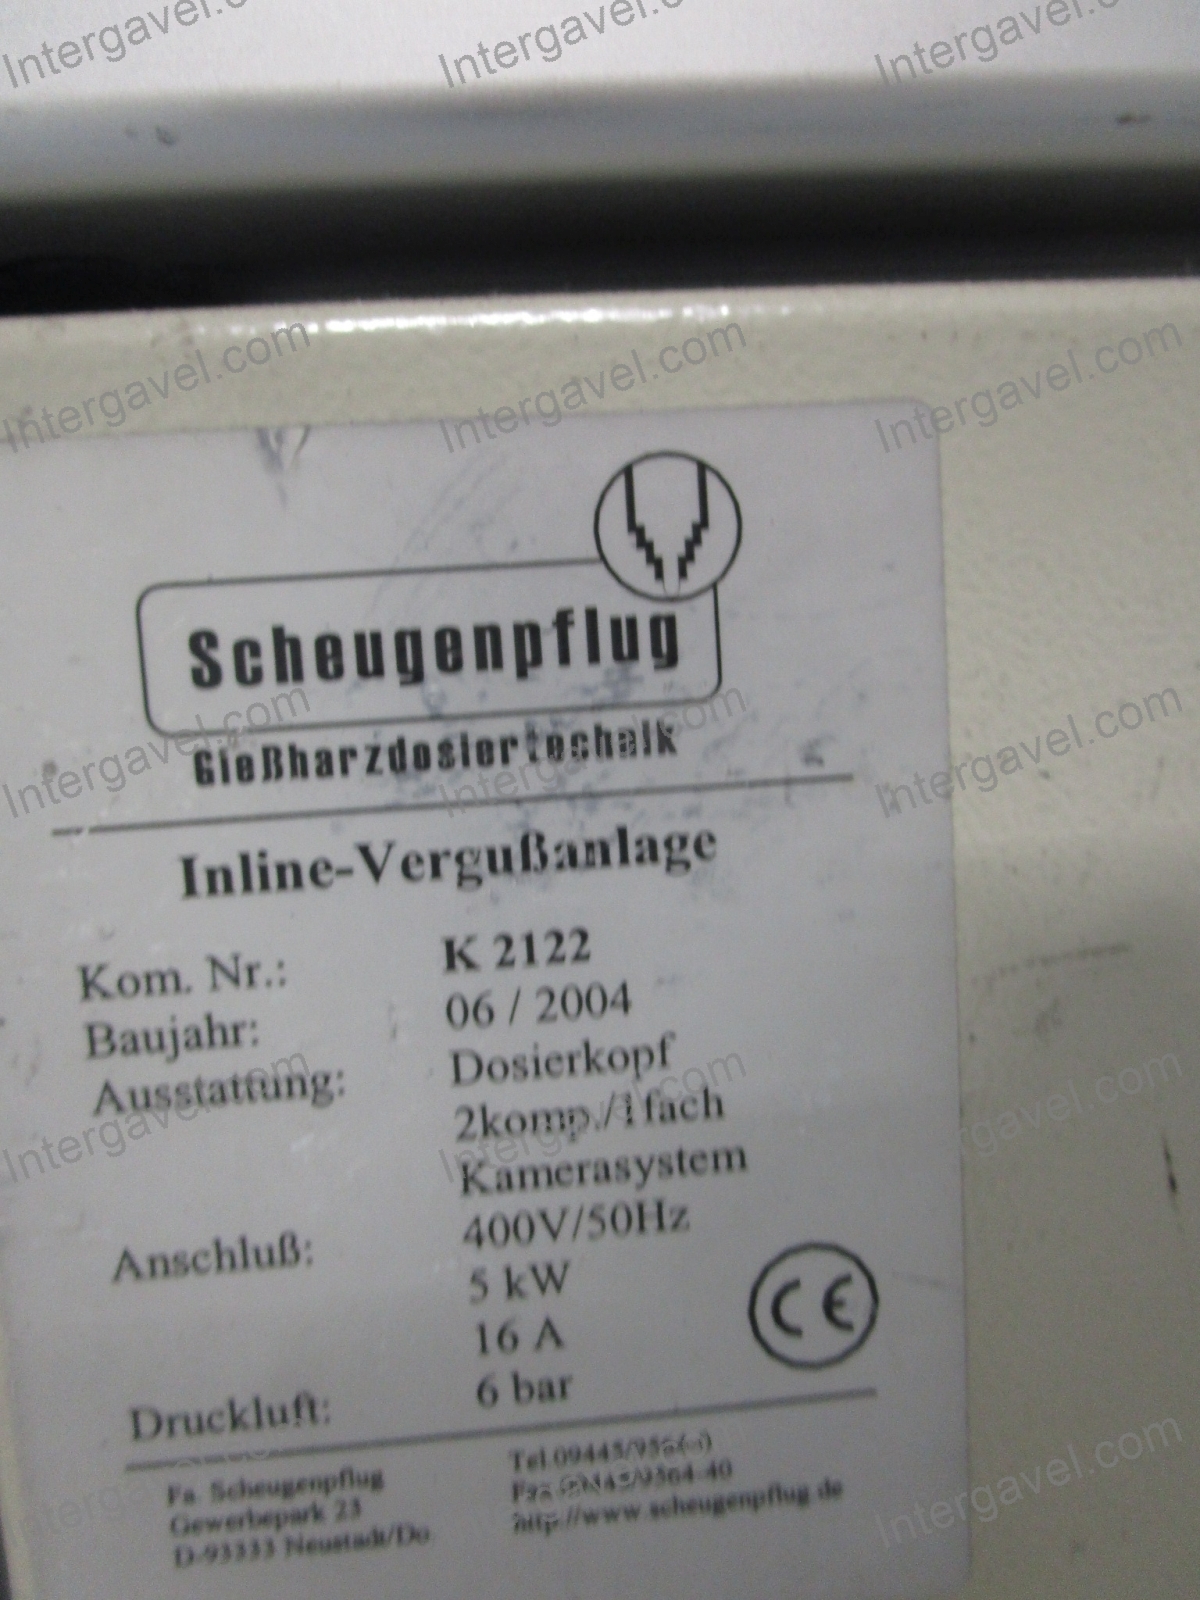 Scheugenpflug
Gießharzdosiertechnik
Inline-Vergußanlage
Kom. Nr.: K 2122
Baujahr: 06 / 2004
Ausstattung: Dosierkopf
2komp./1fach
Kamerasystem
Anschluß: 400V/50Hz
5 kW
16 A
Druckluft: 6 bar
CE
Fa. Scheugenpflug
Gewerbepark 23
D-93333 Neustadt/Do
Tel.
Fax
http://www.scheugenpflug.de
Intergavel.com